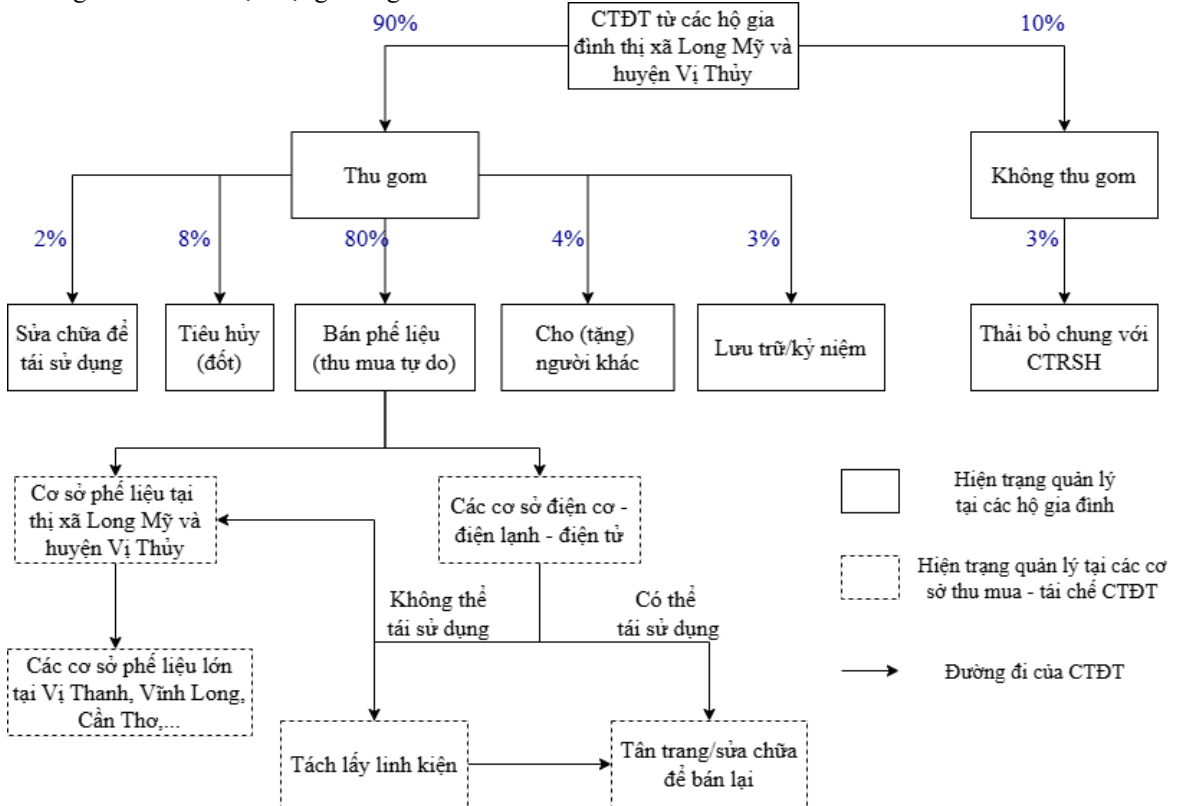 CTĐT từ các hộ gia
đình thị xã Long Mỹ và
huyện Vị Thủy
90%
10%
Thu gom
Không thu gom
2%
8%
80%
4%
3%
3%
Sửa chữa để
tái sử dụng
Tiêu hủy
(đốt)
Bán phế liệu
(thu mua tự do)
Cho (tặng)
người khác
Lưu trữ/kỷ niệm
Thải bỏ chung với
CTRSH
Cơ sở phế liệu tại
thị xã Long Mỹ và
huyện Vị Thủy
Các cơ sở điện cơ -
điện lạnh - điện tử
Hiện trạng quản lý
tại các hộ gia đình
Hiện trạng quản lý tại các cơ
sở thu mua - tái chế CTĐT
Không thể
tái sử dụng
Có thể
tái sử dụng
Các cơ sở phế liệu lớn
tại Vị Thanh, Vĩnh Long,
Cần Thơ,...
Đường đi của CTĐT
Tách lấy linh kiện
Tân trang/sửa chữa
để bán lại